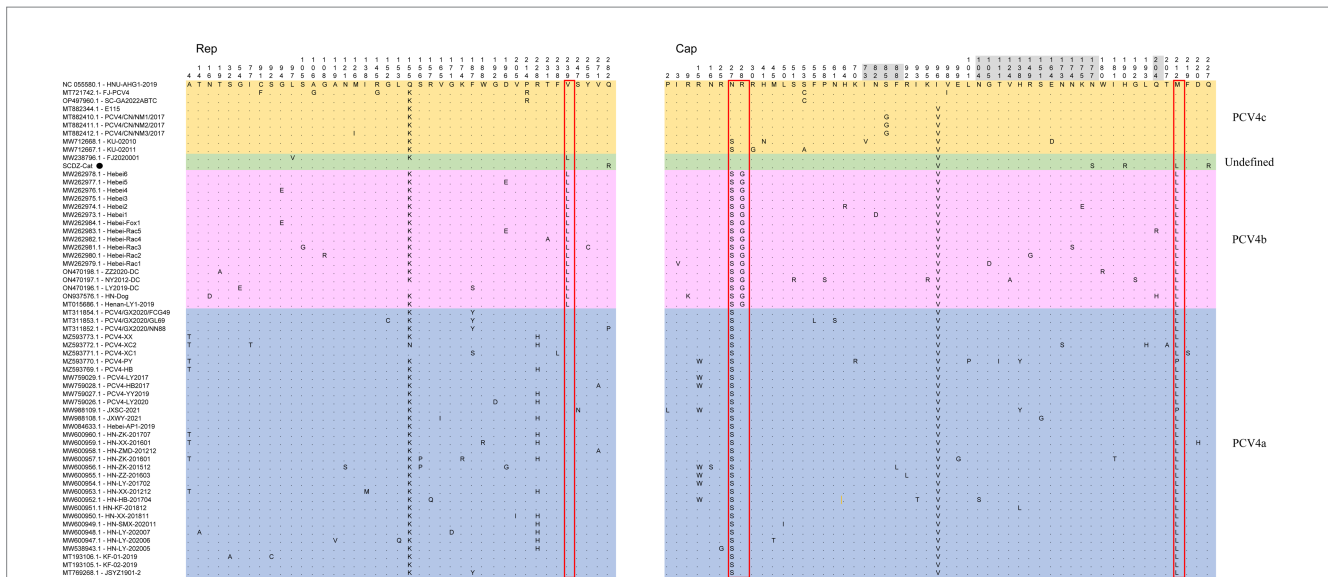 Rep
Cap
NC 055580.1 - HNU-AHG1-2019 A T N T S G I C S G L S A G A N M I R G L Q S R V G K F W G D V P R T F V S Y V Q P I R R N R N R R H M L S F P N H K I N S F R I K I V E L N G T V H R S E N N K N W I H G L Q T M F D Q
MT721742.1 - FJ-PCV4 F G G K R C I
OP497960.1 - SC-GA2022ABTC R C
MT882344.1 - E115 K V
MT882410.1 - PCV4/CN/NM1/2017 K S V
MT882411.1 - PCV4/CN/NM2/2017 K S V
MT882412.1 - PCV4/CN/NM3/2017 I K S V
MW712668.1 - KU-02010 K S N I V D
MW712667.1 - KU-02011 K S G A V
PCV4c
MW238796.1 - FJ2020001 V K L V
SCDZ-Cat R V S R L R
Undefined
MW262978.1 - Hebei6 K L S G V L
MW262977.1 - Hebei5 K E L S G V L
MW262976.1 - Hebei4 E K L S G V L
MW262975.1 - Hebei3 K L S G V L
MW262974.1 - Hebei2 K L S G R V E L
MW262973.1 - Hebei1 K L S G D V L
MW262984.1 - Hebei-Fox1 E K L S G V L
MW262983.1 - Hebei-Rac5 K E L S G V R L
MW262982.1 - Hebei-Rac4 K A L S G V L
MW262981.1 - Hebei-Rac3 G K L C S G V S L
MW262980.1 - Hebei-Rac2 R K L S G V G L
MW262979.1 - Hebei-Rac1 K L V S G V D L
ON470198.1 - ZZ2020-DC A K L S G V R L
ON470197.1 - NY2012-DC K L S G R S R V A S L
ON470196.1 - LY2019-DC E S L S G V L
ON937576.1 - HN-Dog D K L K S G V H L
MT015686.1 - Henan-LY1-2019 K L S G V L
PCV4b
MT311854.1 - PCV4/GX2020/FCG49 K Y S V L
MT311853.1 - PCV4/GX2020/GL69 C K Y S L S V L
MT311852.1 - PCV4/GX2020/NN88 K Y P S V L
MZ593773.1 - PCV4-XX T H S V L
MZ593772.1 - PCV4-XC2 T N H S V N H A L
MZ593771.1 - PCV4-XC1 S L S V L S
MZ593770.1 - PCV4-PY T K H W S R V P I Y P
MZ593769.1 - PCV4-HB T K H S V L
MW759029.1 - PCV4-LY2017 K W S V L
MW759028.1 - PCV4-HB2017 K A W S V L
MW759027.1 - PCV4-YY2019 K H S V L
MW759026.1 - PCV4-LY2020 K D H S V L
MW988109.1 - JXSC-2021 K N L W S V Y P
MW988108.1 - JXWY-2021 K I H S V G L
MW084633.1 - Hebei-AP1-2019 K S V L
MW600960.1 - HN-ZK-201707 T K H S V L
MW600959.1 - HN-XX-201601 T K R H S V L D
MW600958.1 - HN-ZMD-201212 K A S V L
MW600957.1 - HN-ZK-201601 T K P R H S V G I L
MW600956.1 - HN-ZK-201512 S K P G W S S L V L
MW600955.1 - HN-ZZ-201603 K W S L V L
MW600954.1 - HN-LY-201702 K W S V L
MW600953.1 - HN-XX-201212 T M K H S V L
MW600952.1 - HN-HB-201704 K Q W S I V S L
MW600951.1 HN-KF-201812 K S V L L
MW600950.1 - HN-XX-201811 K I H S V L
MW600949.1 - HN-SMX-202011 K H S I V L
MW600948.1 - HN-LY-202007 A K D H S V L
MW600947.1 - HN-LY-202006 V Q K H S T V L
MW538943.1 - HN-LY-202005 K H G S V L
MT193106.1 - KF-01-2019 A C K S V L
MT193105.1- KF-02-2019 K S V L
MT769268.1 - JSYZ1901-2 K Y S V L
PCV4a